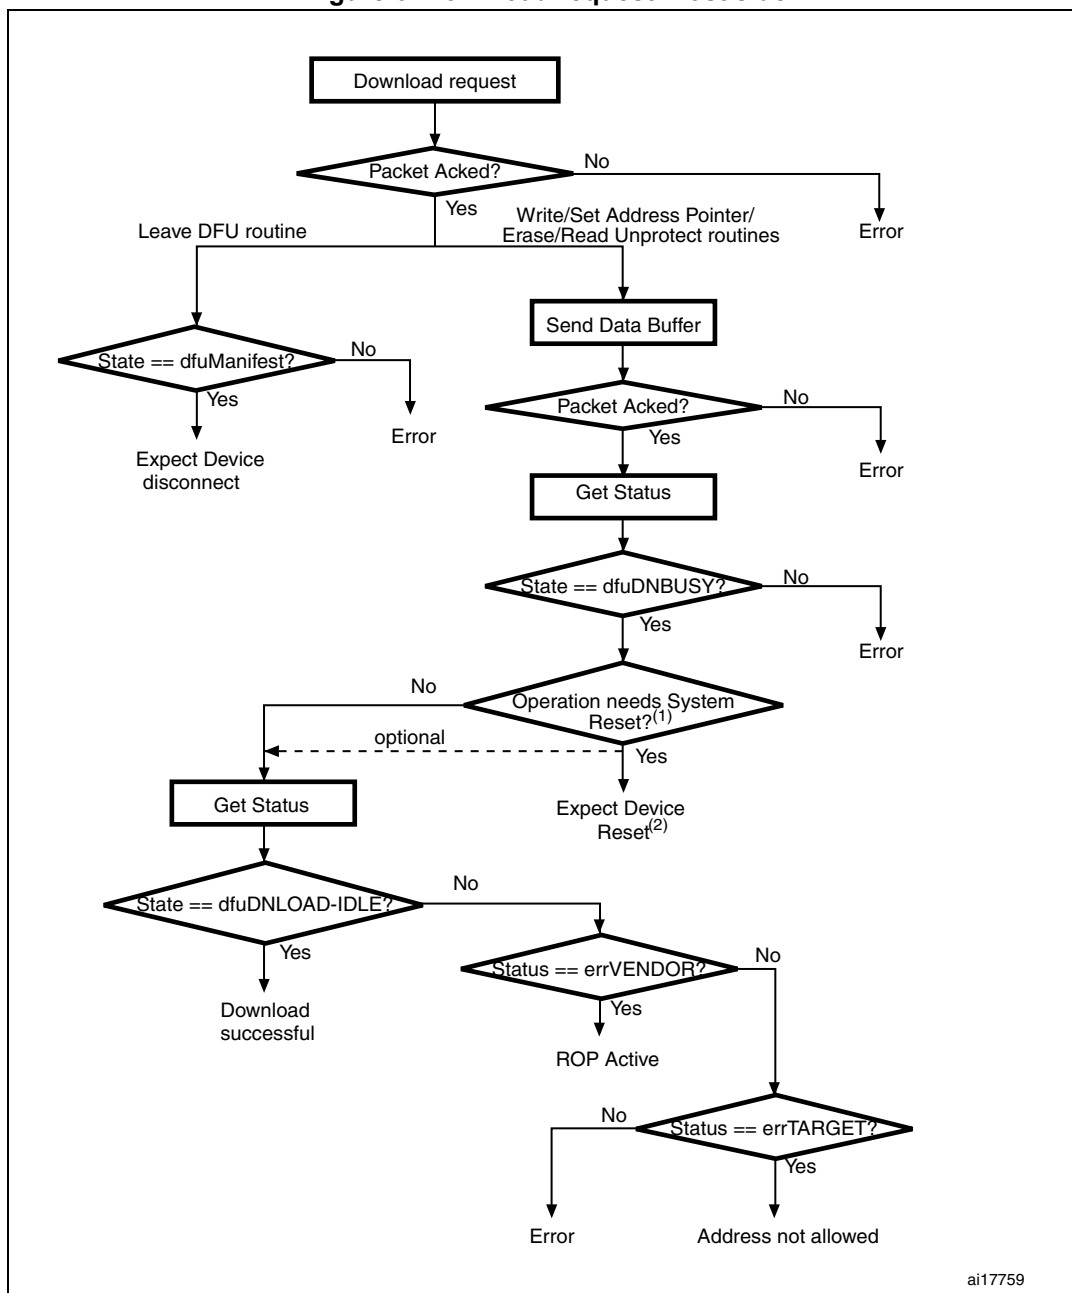 Download request
Packet Acked?
No
Yes
Error
Leave DFU routine
Write/Set Address Pointer/
Erase/Read Unprotect routines
Send Data Buffer
State == dfuManifest?
No
Yes
Error
Expect Device
disconnect
Packet Acked?
No
Yes
Error
Get Status
State == dfuDNBUSY?
No
Yes
Error
Operation needs System
Reset?(1)
No
optional
Yes
Expect Device
Reset(2)
Get Status
State == dfuDNLOAD-IDLE?
No
Yes
Download
successful
Status == errVENDOR?
No
Yes
ROP Active
Status == errTARGET?
No
Yes
Error
Address not allowed
ai17759